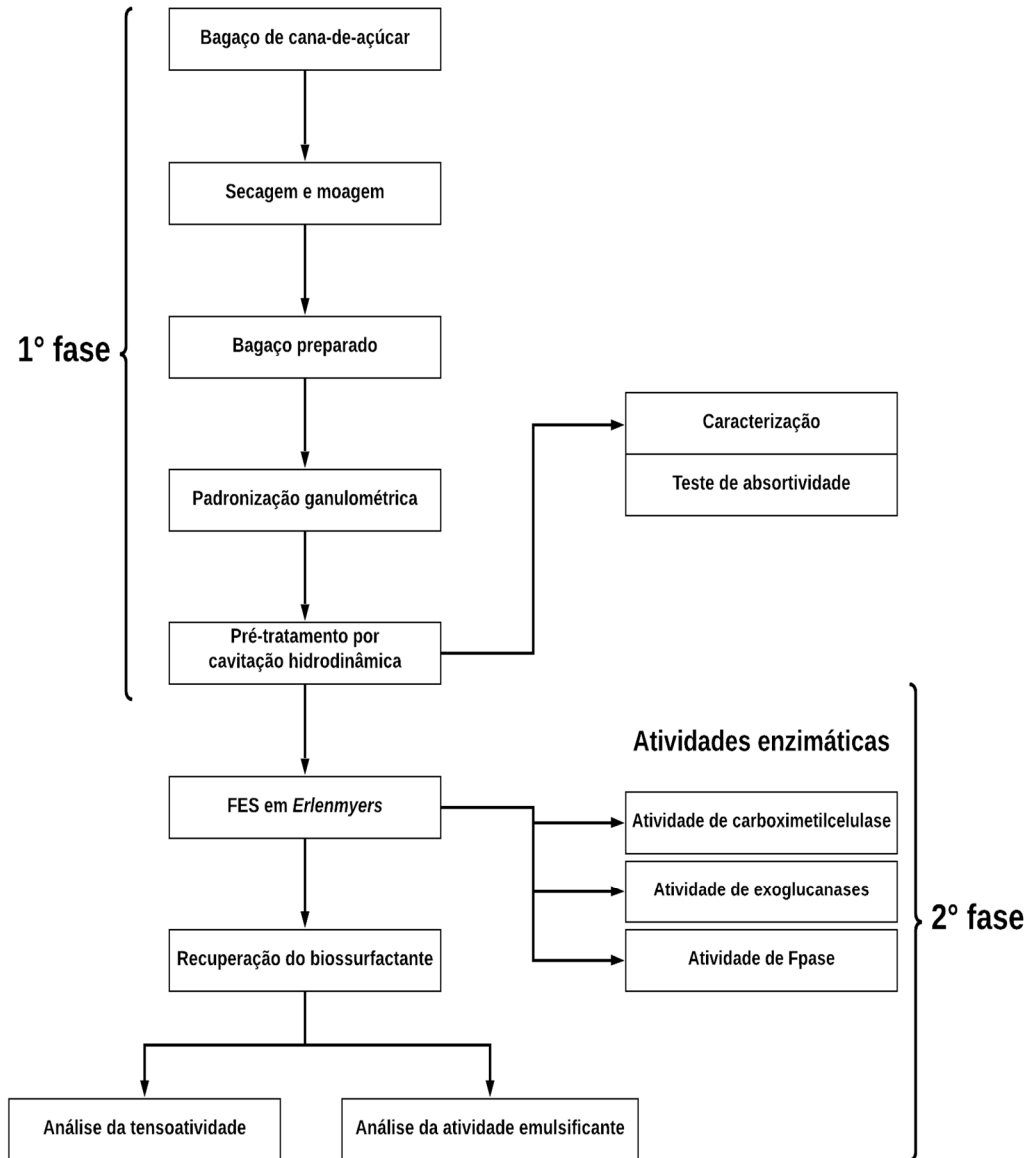 Bagaço de cana-de-açúcar
Secagem e moagem
1° fase
Bagaço preparado
Caracterização
Teste de absortividade
Padronização ganulométrica
Pré-tratamento por
cavitação hidrodinâmica
Atividades enzimáticas
FES em Erlenmyers
Atividade de carboximetilcelulase
Atividade de exoglucanases
2° fase
Recuperação do biossurfactante
Atividade de Fpase
Análise da tensoatividade
Análise da atividade emulsificante